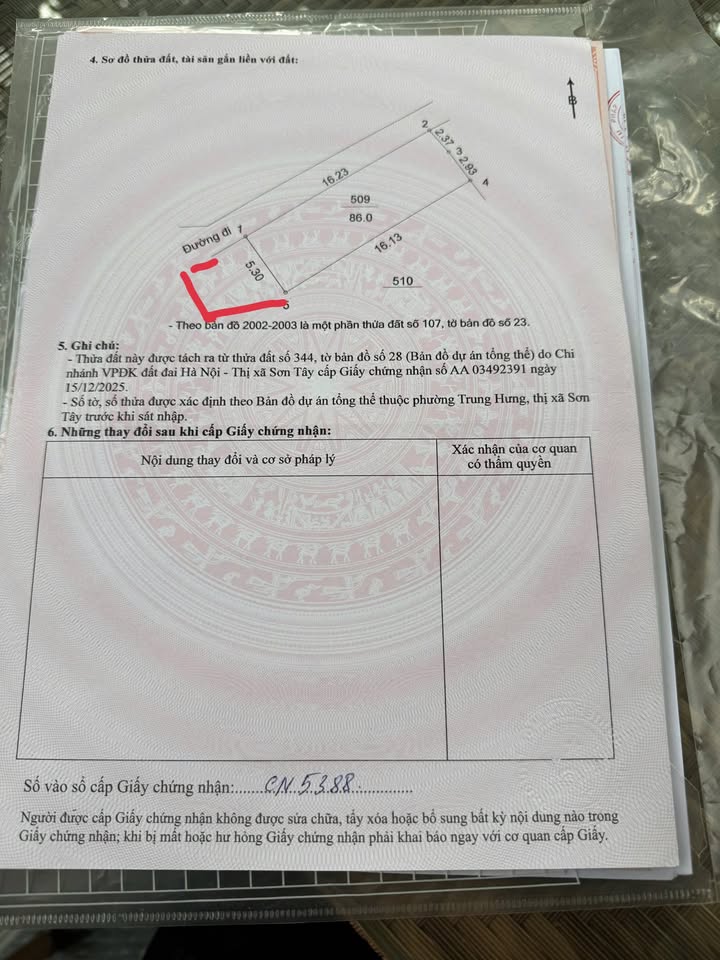 4. Sơ đồ thửa đất, tài sản gắn liền với đất:
B
2
2.37
3
2.93
4
16.23
509
86.0
Đường đi
1
16.13
5.30
510
5
- Theo bản đồ 2002-2003 là một phần thửa đất số 107, tờ bản đồ số 23.
5. Ghi chú:
- Thửa đất này được tách ra từ thửa đất số 344, tờ bản đồ số 28 (Bản đồ dự án tổng thể) do Chi
nhánh VPĐK đất đai Hà Nội - Thị xã Sơn Tây cấp Giấy chứng nhận số AA 03492391 ngày
15/12/2025.
- Số tờ, số thửa được xác định theo Bản đồ dự án tổng thể thuộc phường Trung Hưng, thị xã Sơn
Tây trước khi sát nhập.
6. Những thay đổi sau khi cấp Giấy chứng nhận:
Nội dung thay đổi và cơ sở pháp lý
Xác nhận của cơ quan
có thẩm quyền
Số vào sổ cấp Giấy chứng nhận:.......CN 5388.............
Người được cấp Giấy chứng nhận không được sửa chữa, tẩy xóa hoặc bổ sung bất kỳ nội dung nào trong
Giấy chứng nhận; khi bị mất hoặc hư hỏng Giấy chứng nhận phải khai báo ngay với cơ quan cấp Giấy.